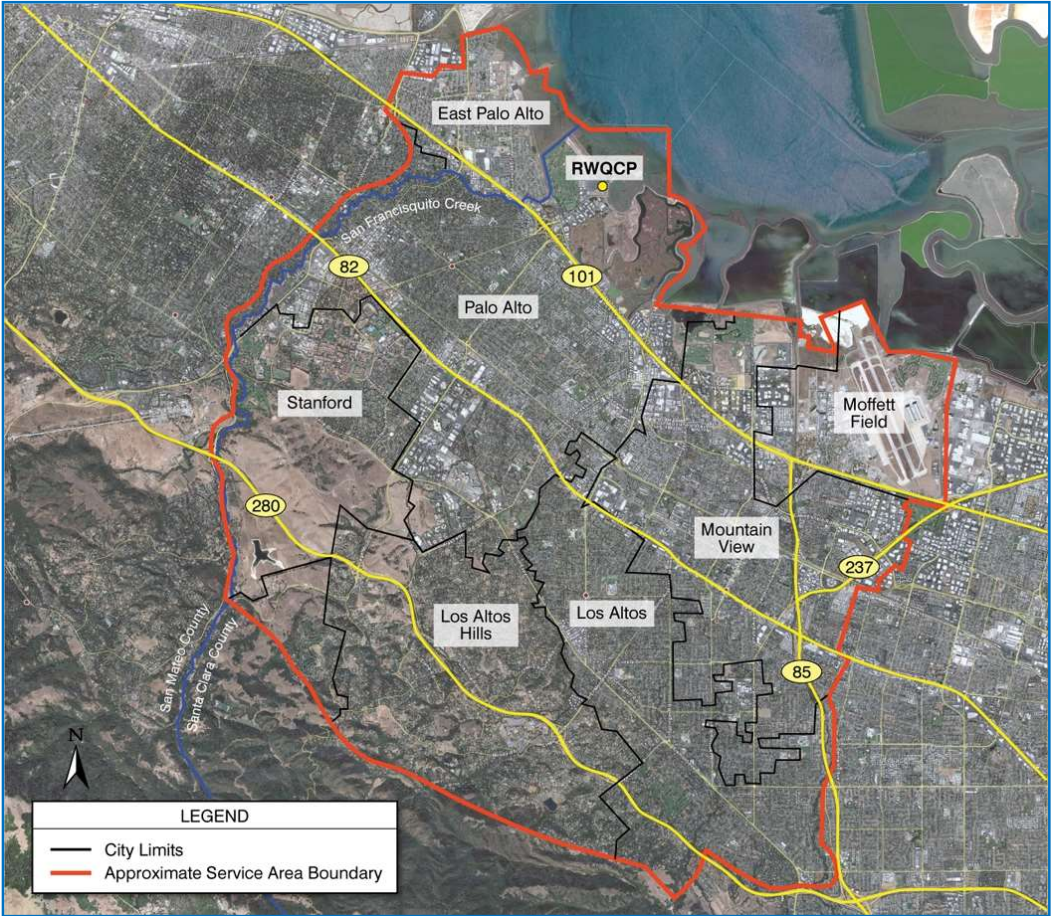 East Palo Alto
RWQCP
San Francisquito Creek
82
101
Palo Alto
Stanford
Moffett
Field
280
Mountain
View
237
Los Altos
Hills
Los Altos
San Mateo County
Santa Clara County
85
N
LEGEND
City Limits
Approximate Service Area Boundary